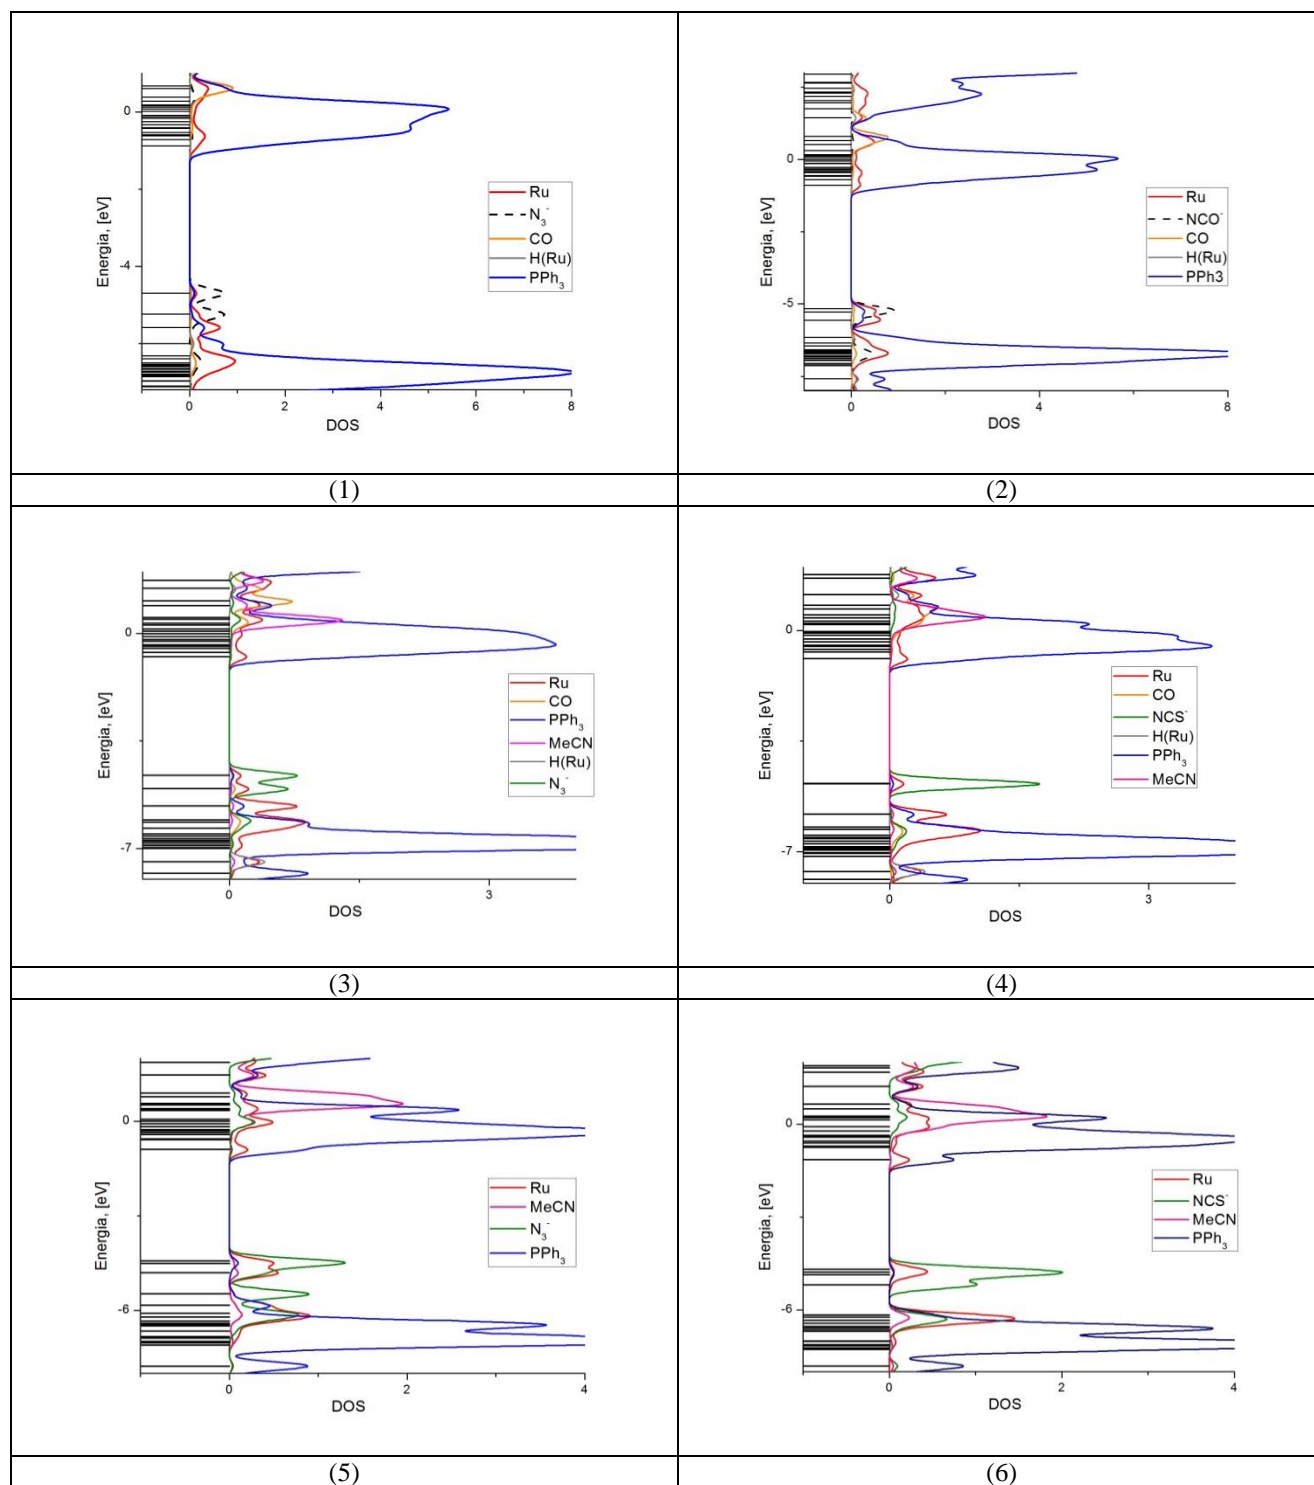 0
-4
Energia, [eV]
Ru
N3-
CO
H(Ru)
PPh3
0
2
4
6
8
DOS
(1)
0
-5
Energia, [eV]
Ru
NCO-
CO
H(Ru)
PPh3
0
4
8
DOS
(2)
0
-7
Energia, [eV]
Ru
CO
PPh3
MeCN
H(Ru)
N3-
0
3
DOS
(3)
0
-7
Energia, [eV]
Ru
CO
NCS-
H(Ru)
PPh3
MeCN
0
3
DOS
(4)
0
-6
Energia, [eV]
Ru
MeCN
N3-
PPh3
0
2
4
DOS
(5)
0
-6
Energia, [eV]
Ru
NCS-
MeCN
PPh3
0
2
4
DOS
(6)